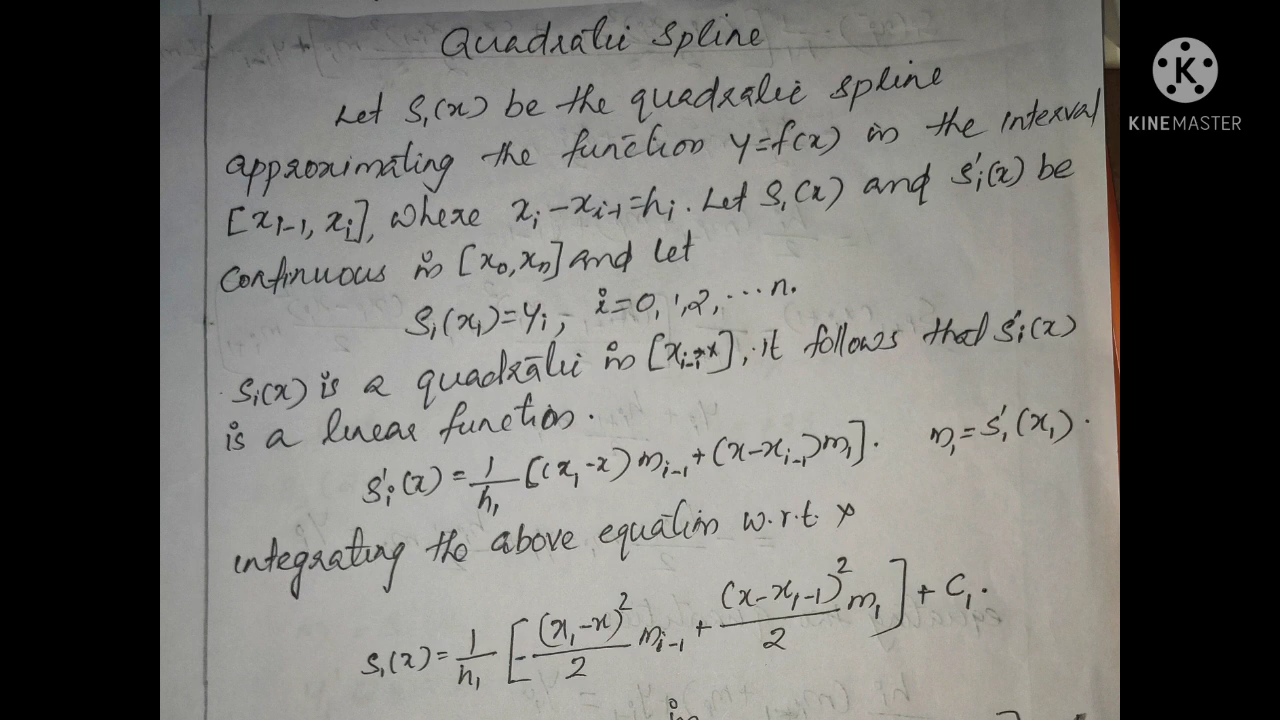 Quadratic Spline
Let Sᵢ(x) be the quadratic spline
approximating the function y=f(x) in the interval
[xᵢ₋₁, xᵢ], where xᵢ-xᵢ₋₁=hᵢ. Let Sᵢ(x) and S'ᵢ(x) be
continuous in [x₀,xₙ] and let
Sᵢ(xᵢ)=yᵢ, i=0,1,2,...n.
Sᵢ(x) is a quadratic in, it follows that S'ᵢ(x)
is a linear function.
S'ᵢ(x)=1/hᵢ[(xᵢ-x)mᵢ₋₁+(x-xᵢ₋₁)mᵢ]. mᵢ=S'ᵢ(xᵢ).
integrating the above equation w.r.t x
Sᵢ(x)=1/hᵢ[-(xᵢ-x)²/2 mᵢ₋₁+(x-xᵢ₋₁)²/2 mᵢ]+Cᵢ.
K
KINEMASTER